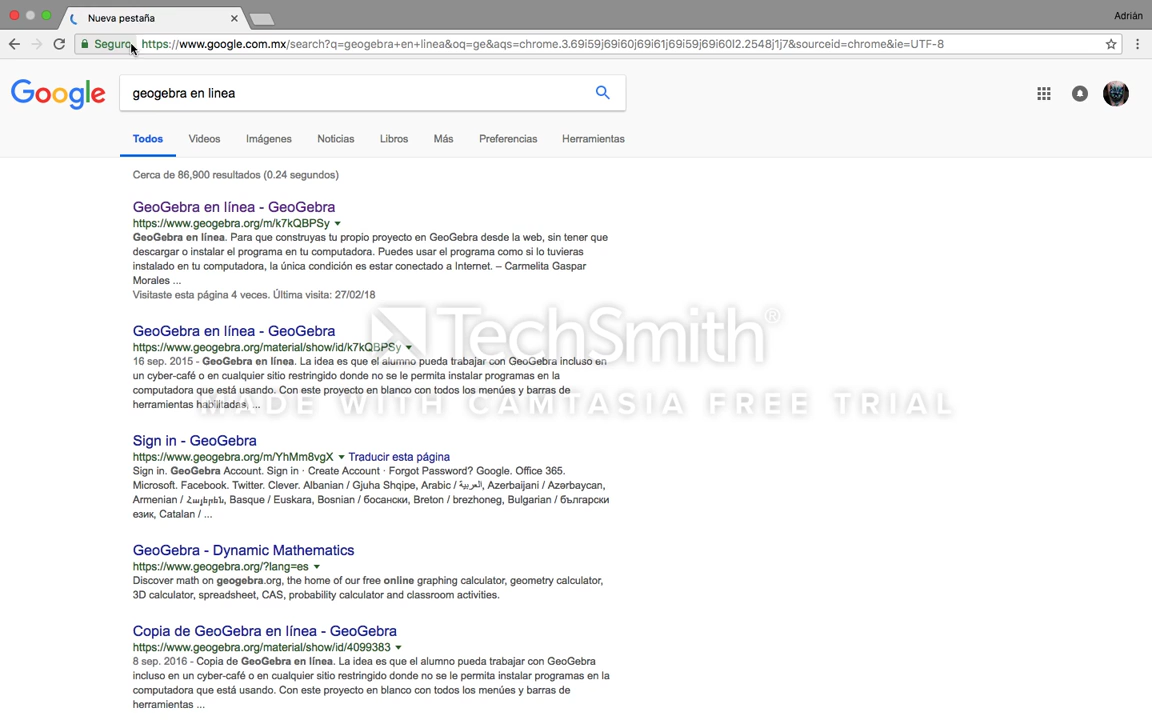 Nueva pestaña
Adrián
Seguro https://www.google.com.mx/search?q=geogebra+en+linea&oq=ge&aqs=chrome.3.69i59j69i60j69i61j69i59j69i60l2.2548j1j7&sourceid=chrome&ie=UTF-8
Google
geogebra en linea
Todos Videos Imágenes Noticias Libros Más Preferencias Herramientas
Cerca de 86,900 resultados (0.24 segundos)
GeoGebra en línea - GeoGebra
https://www.geogebra.org/m/k7kQBPSy
GeoGebra en línea. Para que construyas tu propio proyecto en GeoGebra desde la web, sin tener que
descargar o instalar el programa en tu computadora. Puedes usar el programa como si lo tuvieras
instalado en tu computadora, la única condición es estar conectado a Internet. – Carmelita Gaspar
Morales ...
Visitaste esta página 4 veces. Última visita: 27/02/18
GeoGebra en línea - GeoGebra
https://www.geogebra.org/material/show/id/k7kQBPSy
16 sep. 2015 - GeoGebra en línea. La idea es que el alumno pueda trabajar con GeoGebra incluso en
un cyber-café o en cualquier sitio restringido donde no se le permita instalar programas en la
computadora que está usando. Con este proyecto en blanco con todos los menúes y barras de
herramientas habilitadas, ...
TechSmith®
MADE WITH CAMTASIA FREE TRIAL
Sign in - GeoGebra
https://www.geogebra.org/m/YhMm8vgX Traducir esta página
Sign in. GeoGebra Account. Sign in · Create Account · Forgot Password? Google. Office 365.
Microsoft. Facebook. Twitter. Clever. Albanian / Gjuha Shqipe, Arabic / العربية, Azerbaijani / Azərbaycan,
Armenian / Հայերեն, Basque / Euskara, Bosnian / босански, Breton / brezhoneg, Bulgarian / български
език, Catalan / ...
GeoGebra - Dynamic Mathematics
https://www.geogebra.org/?lang=es
Discover math on geogebra.org, the home of our free online graphing calculator, geometry calculator,
3D calculator, spreadsheet, CAS, probability calculator and classroom activities.
Copia de GeoGebra en línea - GeoGebra
https://www.geogebra.org/material/show/id/4099383
8 sep. 2016 - Copia de GeoGebra en línea. La idea es que el alumno pueda trabajar con GeoGebra
incluso en un cyber-café o en cualquier sitio restringido donde no se le permita instalar programas en la
computadora que está usando. Con este proyecto en blanco con todos los menúes y barras de
herramientas ...